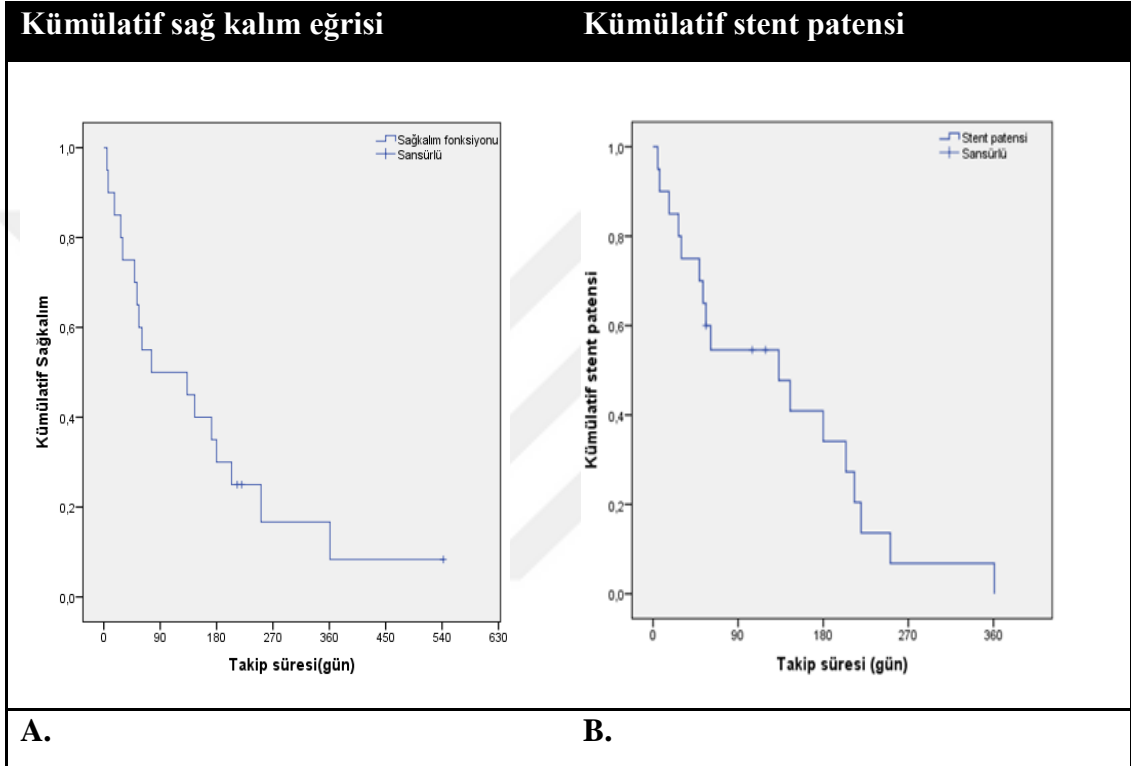 Kümülatif sağ kalım eğrisi
Kümülatif stent patensi
Sağkalım fonksiyonu
Sansürlü
1,0
0,8
0,6
0,4
0,2
0,0
Kümülatif Sağkalım
0 90 180 270 360 450 540 630
Takip süresi(gün)
Stent patensi
Sansürlü
1,0
0,8
0,6
0,4
0,2
0,0
Kümülatif stent patensi
0 90 180 270 360
Takip süresi (gün)
A.
B.